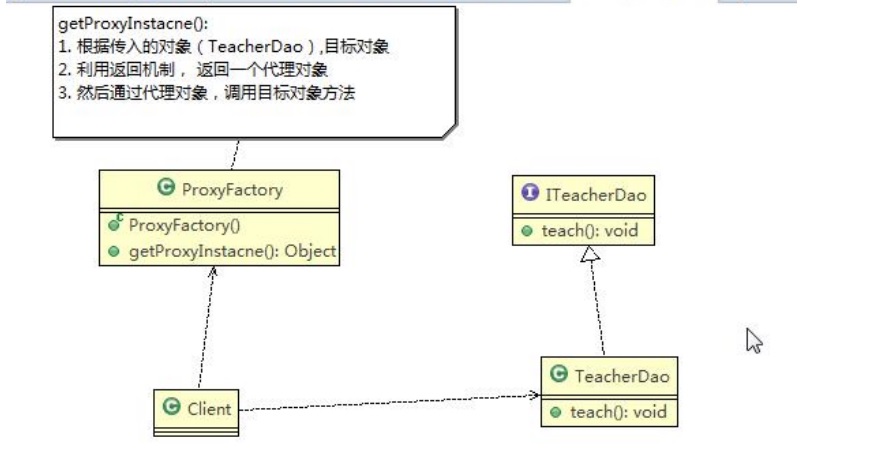 getProxyInstacne():
1. 根据传入的对象（TeacherDao）,目标对象
2. 利用返回机制， 返回一个代理对象
3. 然后通过代理对象，调用目标对象方法
ProxyFactory
ProxyFactory()
getProxyInstacne(): Object
ITeacherDao
teach(): void
Client
TeacherDao
teach(): void